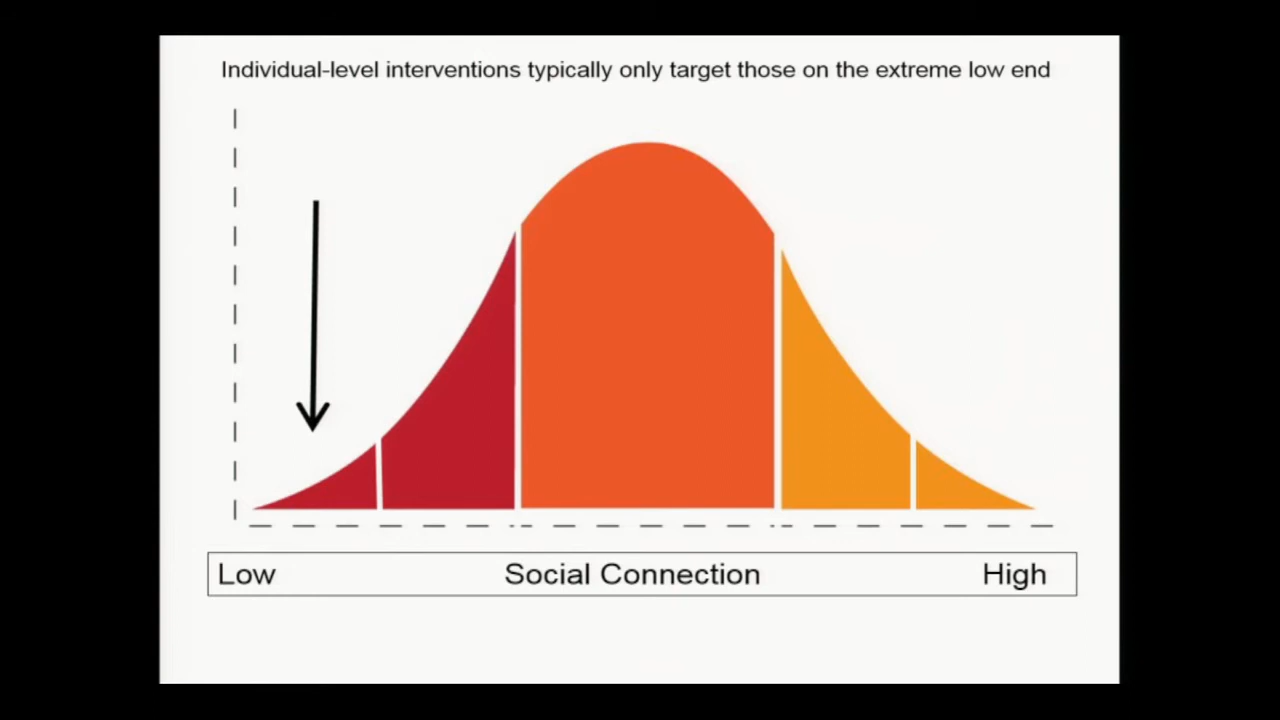 Individual-level interventions typically only target those on the extreme low end
Low Social Connection High